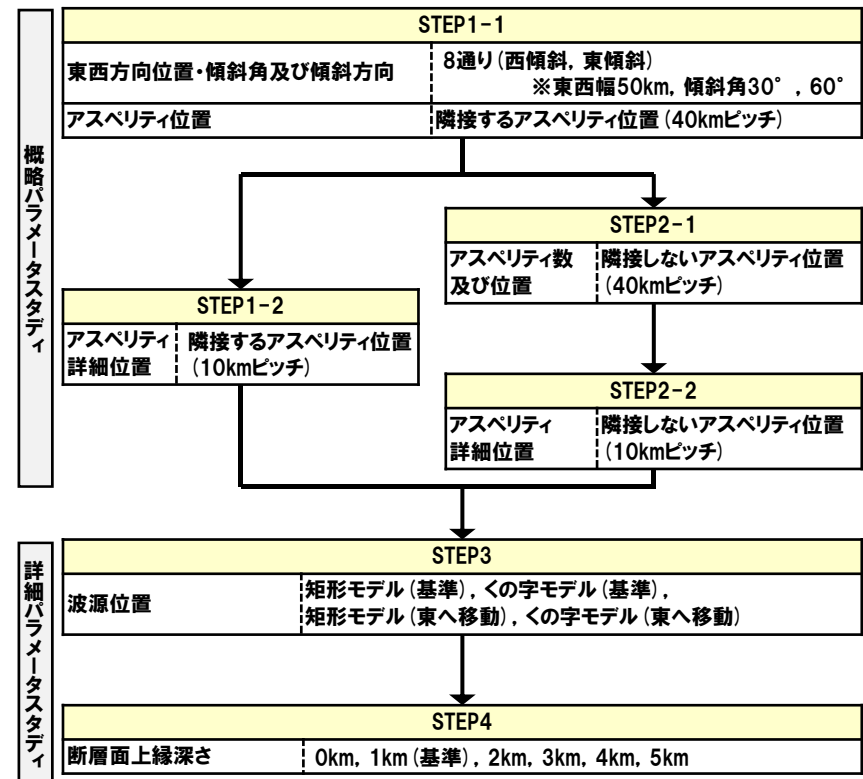 STEP1-1
東西方向位置・傾斜角及び傾斜方向
8通り(西傾斜, 東傾斜)
※東西幅50km, 傾斜角30°, 60°
アスペリティ位置
隣接するアスペリティ位置(40kmピッチ)
概略パラメータスタディ
STEP2-1
アスペリティ数
及び位置
隣接しないアスペリティ位置
(40kmピッチ)
STEP1-2
アスペリティ
詳細位置
隣接するアスペリティ位置
(10kmピッチ)
STEP2-2
アスペリティ
詳細位置
隣接しないアスペリティ位置
(10kmピッチ)
詳細パラメータスタディ
STEP3
波源位置
矩形モデル(基準), くの字モデル(基準),
矩形モデル(東へ移動), くの字モデル(東へ移動)
STEP4
断層面上縁深さ
0km, 1km(基準), 2km, 3km, 4km, 5km